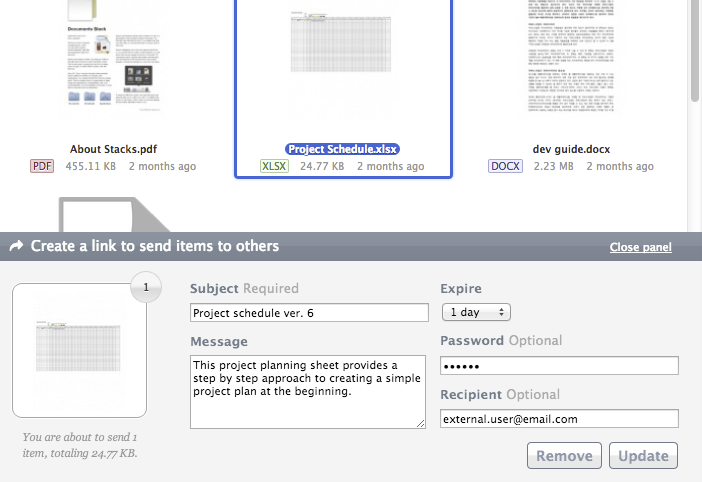 Documents Stack
About Stacks.pdf
PDF 455.11 KB 2 months ago
Project Schedule.xlsx
XLSX 24.77 KB 2 months ago
dev guide.docx
DOCX 2.23 MB 2 months ago
Create a link to send items to others
Close panel
1
You are about to send 1
item, totaling 24.77 KB.
Subject Required
Project schedule ver. 6
Message
This project planning sheet provides a
step by step approach to creating a simple
project plan at the beginning.
Expire
1 day
Password Optional
••••••
Recipient Optional
external.user@email.com
Remove
Update